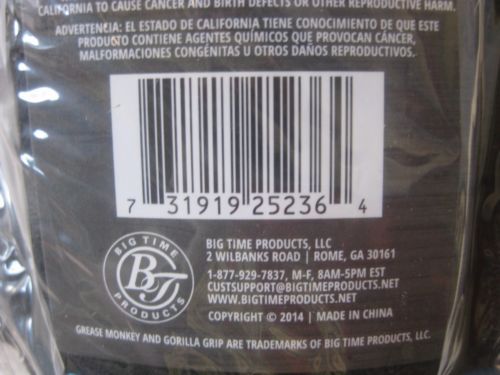 CALIFORNIA TO CAUSE CANCER AND BIRTH DEFECTS OR OTHER REPRODUCTIVE HARM.
ADVERTENCIA: EL ESTADO DE CALIFORNIA TIENE CONOCIMIENTO DE QUE ESTE
PRODUCTO CONTIENE AGENTES QUÍMICOS QUE PROVOCAN CÁNCER,
MALFORMACIONES CONGÉNITAS U OTROS DAÑOS REPRODUCTIVOS.
7 31919 25236 4
BIG TIME
BT
PRODUCTS
BIG TIME PRODUCTS, LLC
2 WILBANKS ROAD | ROME, GA 30161
1-877-929-7837, M-F, 8AM-5PM EST
CUSTSUPPORT@BIGTIMEPRODUCTS.NET
WWW.BIGTIMEPRODUCTS.NET
COPYRIGHT © 2014 | MADE IN CHINA
GREASE MONKEY AND GORILLA GRIP ARE TRADEMARKS OF BIG TIME PRODUCTS, LLC.